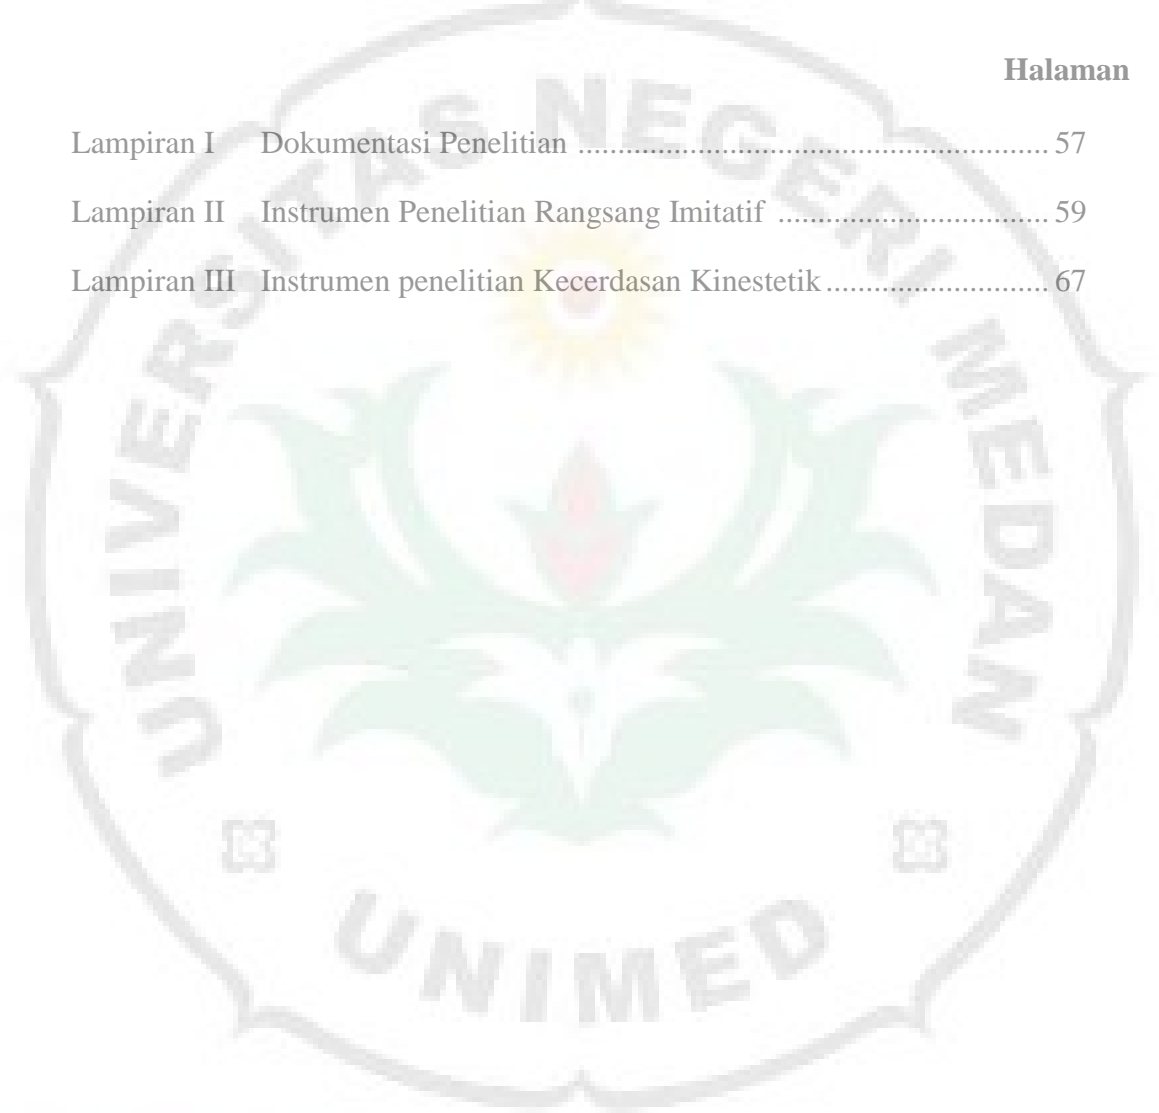 Halaman
Lampiran I Dokumentasi Penelitian ........................................................... 57
Lampiran II Instrumen Penelitian Rangsang Imitatif .................................. 59
Lampiran III Instrumen penelitian Kecerdasan Kinestetik ............................ 67
UNIVERSITAS NEGERI MEDAN
UNIMED